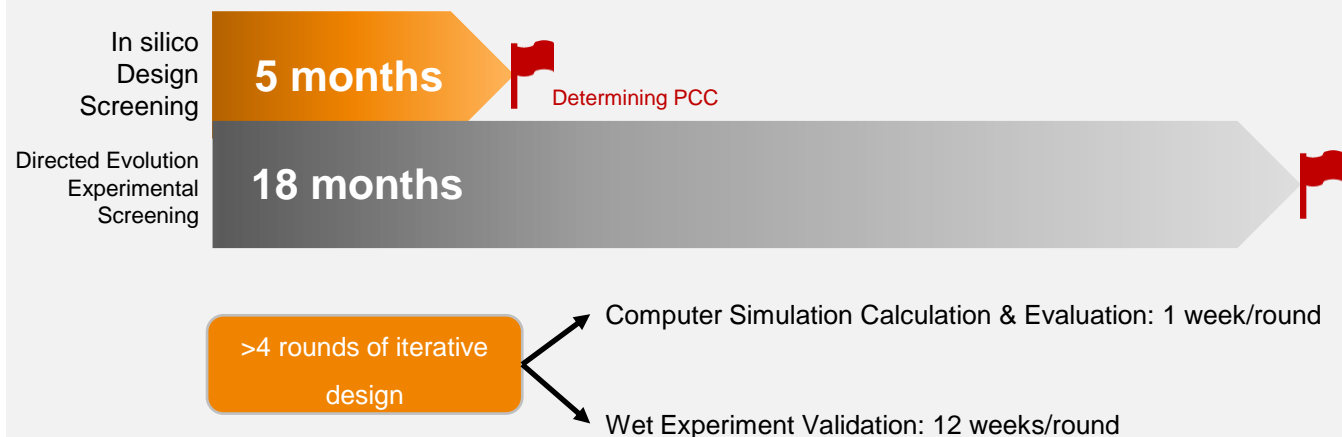 In silico
Design
Screening
5 months
Determining PCC
Directed Evolution
Experimental
Screening
18 months
>4 rounds of iterative
design
Computer Simulation Calculation & Evaluation: 1 week/round
Wet Experiment Validation: 12 weeks/round